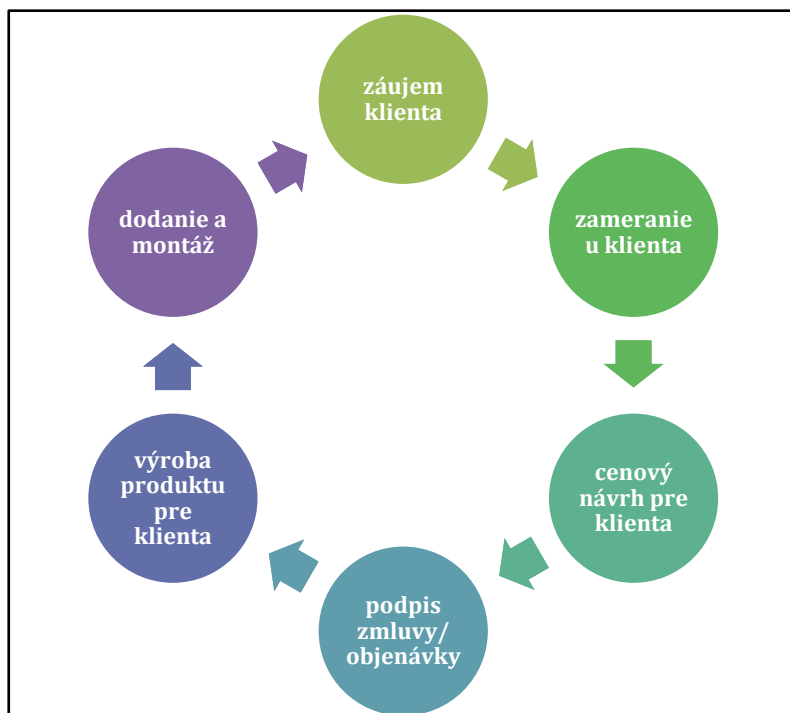 záujem
klienta
zameranie
u klienta
cenový
návrh pre
klienta
podpis
zmluvy/
objenávky
výroba
produktu
pre
klienta
dodanie a
montáž